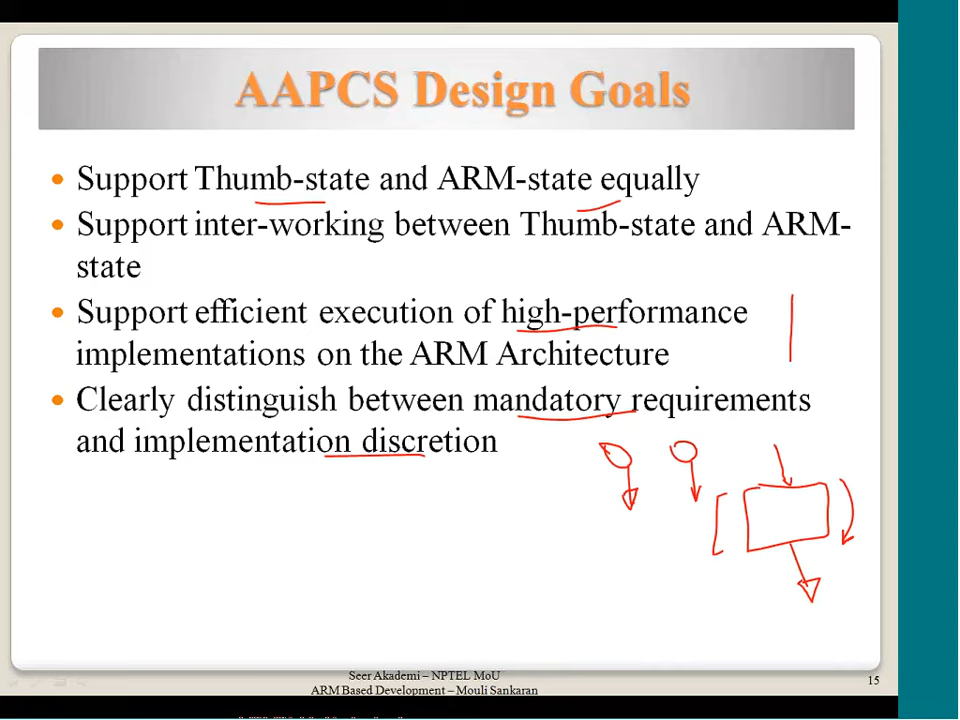 AAPCS Design Goals
• Support Thumb-state and ARM-state equally
• Support inter-working between Thumb-state and ARM-
state
• Support efficient execution of high-performance
implementations on the ARM Architecture
• Clearly distinguish between mandatory requirements
and implementation discretion
Seer Akademi – NPTEL MoU
ARM Based Development – Mouli Sankaran
15